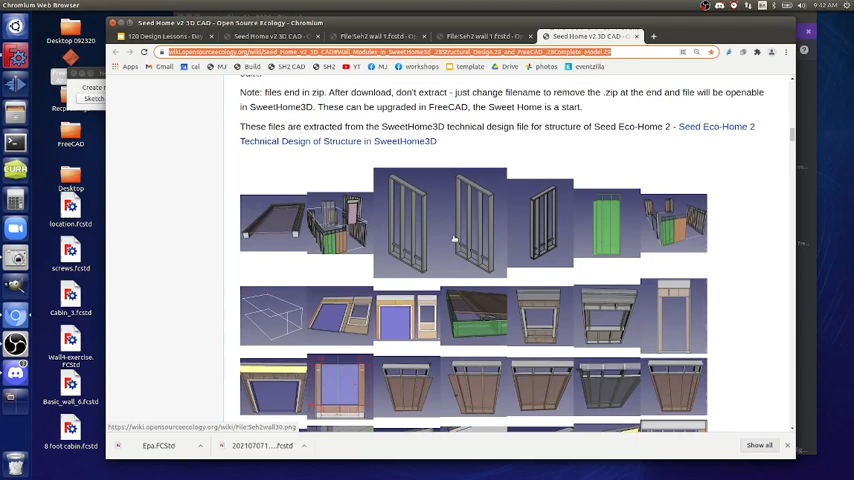 Chromium Web Browser
9:42 AM
Seed Home v2 3D CAD - Open Source Ecology - Chromium
Desktop 092320
120 Design Lessons - Da
Seed Home v2 3D CAD - O
File:Seh2 wall 1.fcstd - O
File:Seh2 wall 1.fcstd - O
Seed Home v2 3D CAD - O
wiki.opensourceecology.org/wiki/Seed_Home_v2_3D_CAD#Wall_Modules_in_SweetHome3d_.28Structural_Design.29_and_FreeCAD_.28Complete_Model.29
Apps
Gmail
cal
MJ
Build
SH2 CAD
SH2
YT
MJ
workshops
template
Drive
OSE
eventzilla
Create
Sketch
Note: files end in zip. After download, don't extract - just change filename to remove the .zip at the end and file will be openable
in SweetHome3D. These can be upgraded in FreeCAD, the Sweet Home is a start.
These files are extracted from the SweetHome3D technical design file for structure of Seed Eco-Home 2 - Seed Eco-Home 2
Technical Design of Structure in SweetHome3D
FreeCAD
Desktop
location.fcstd
screws.fcstd
Cabin_3.fcstd
Wall4-exercise.
FCStd
Basic_wall_6.
fcstd
8 foot cabin.fcstd
https://wiki.opensourceecology.org/wiki/File:Seh2wall30.png
Epa.FCStd
202107071....fcstd
Show all